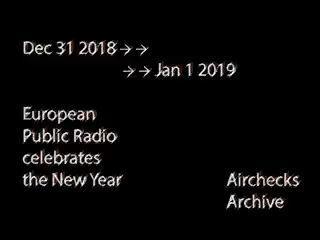 Dec 31 2018 → →
→ → Jan 1 2019
European
Public Radio
celebrates
the New Year
Airchecks
Archive